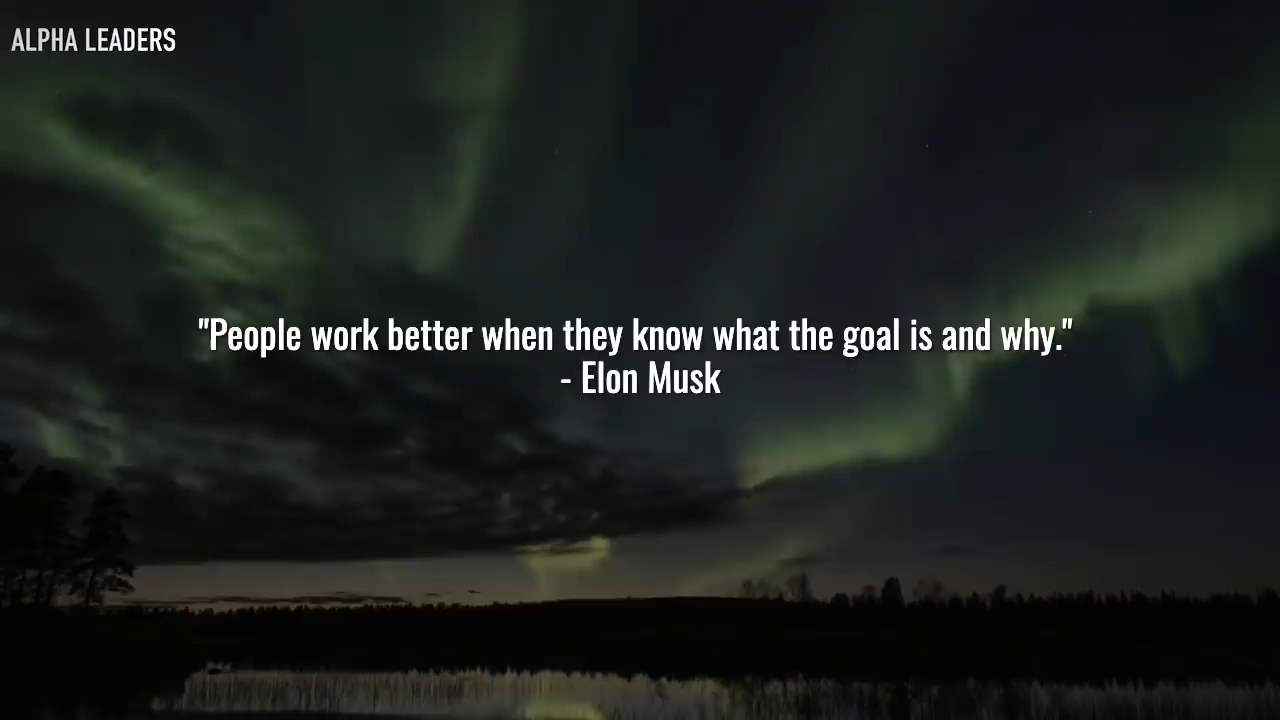 ALPHA LEADERS
"People work better when they know what the goal is and why."
- Elon Musk